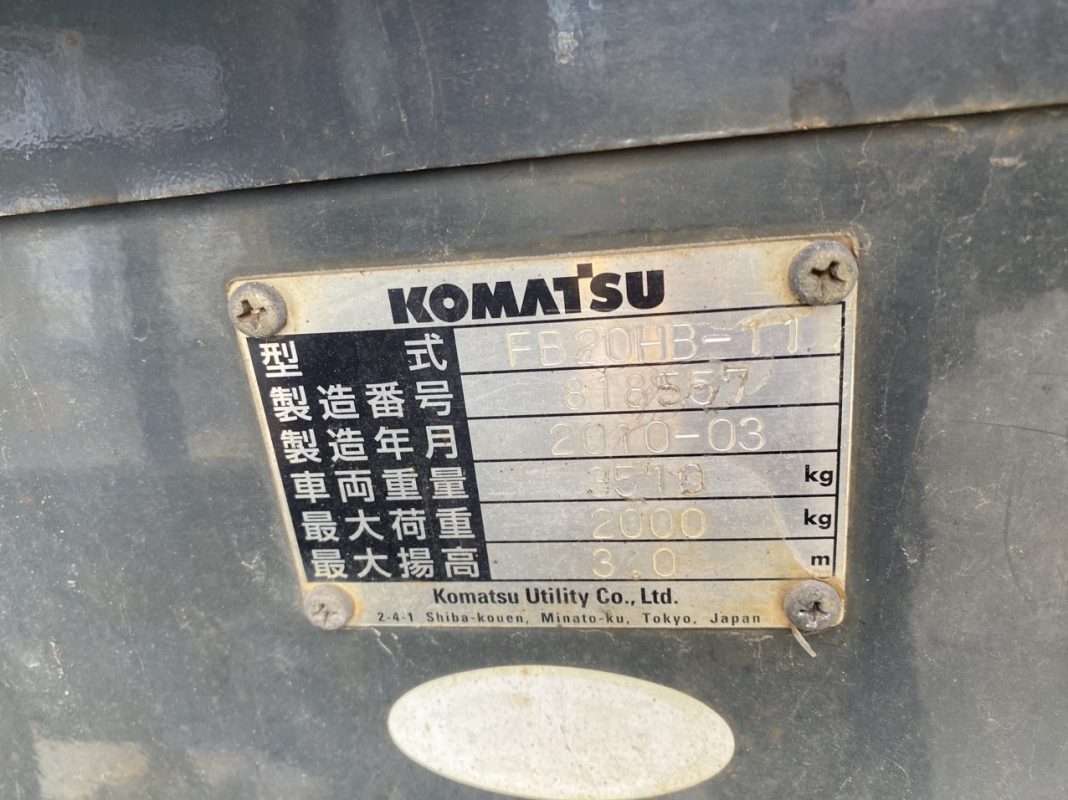 KOMATSU
型式 FB20HB-11
製造番号 818557
製造年月 2010-03
車両重量 3510 kg
最大荷重 2000 kg
最大揚高 3.0 m
Komatsu Utility Co., Ltd.
2-4-1 Shiba-kouen, Minato-ku, Tokyo, Japan